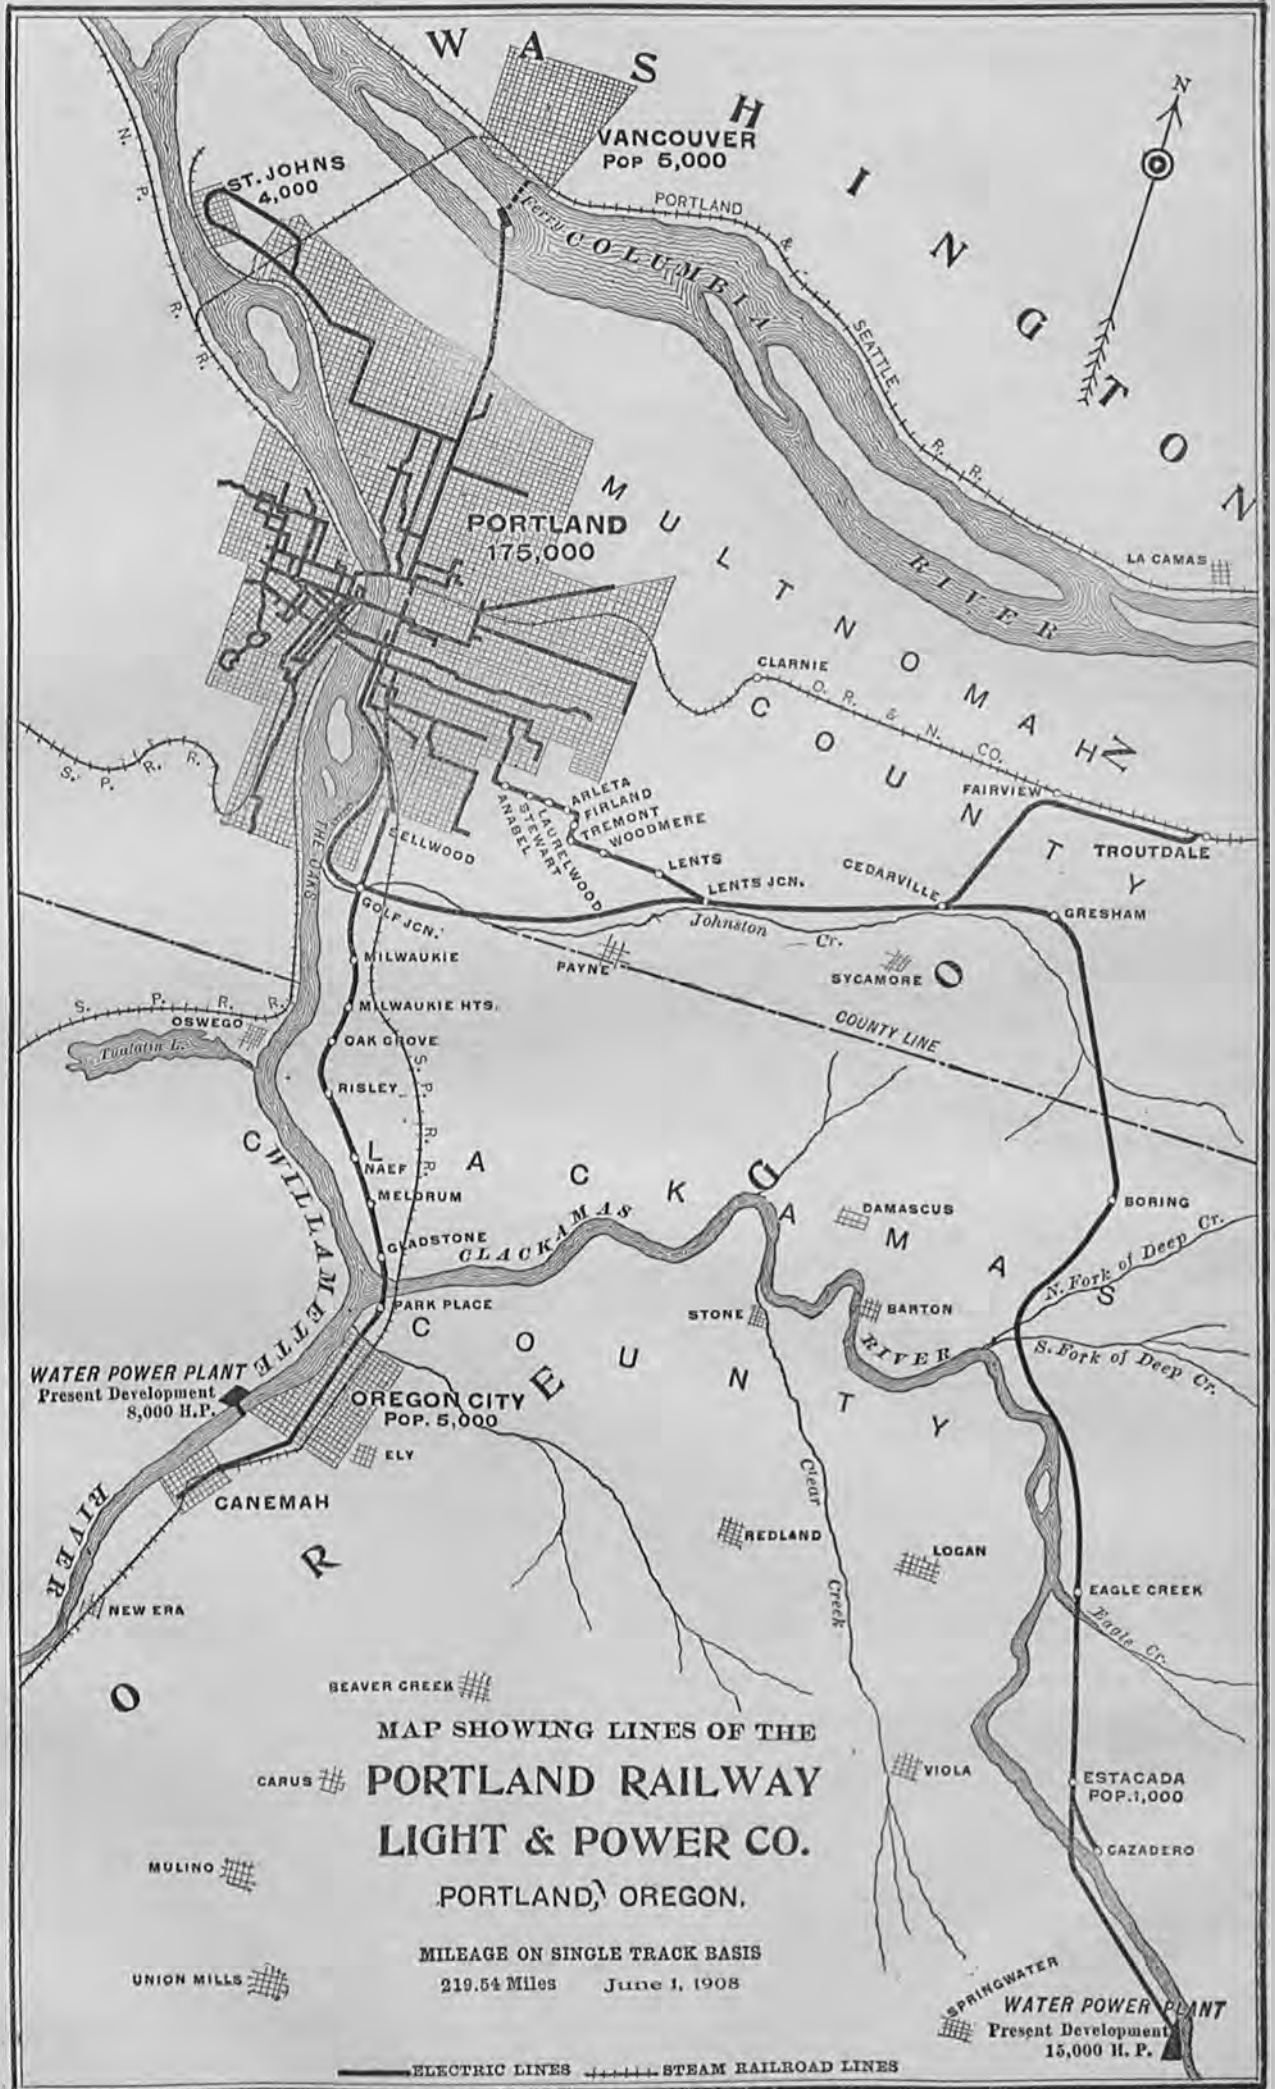 WASHINGTON
N
VANCOUVER
POP 5,000
ST. JOHNS
4,000
N. P. R. R.
Ferry
PORTLAND & SEATTLE R. R.
COLUMBIA RIVER
LA CAMAS
PORTLAND
175,000
MULTNOMAH
COUNTY
CLARNIE
O. R. & N. CO.
FAIRVIEW
TROUTDALE
S. P. R. R.
ARLETA
FIRLAND
TREMONT
WOODMERE
LAURELWOOD
STEWART
ANABEL
THE OAKS
SELLWOOD
LENTS
LENTS JCN.
CEDARVILLE
GRESHAM
GOLF JCN.
Johnston Cr.
MILWAUKIE
PAYNE
SYCAMORE
S. P. R. R.
MILWAUKIE HTS.
OSWEGO
COUNTY LINE
OAK GROVE
Tualatin L.
S. P. R. R.
RISLEY
CLACKAMAS
COUNTY
NAEF
MELDRUM
DAMASCUS
BORING
GLADSTONE
CLACKAMAS RIVER
N. Fork of Deep Cr.
WILLAMETTE RIVER
PARK PLACE
STONE
BARTON
S. Fork of Deep Cr.
WATER POWER PLANT
Present Development
8,000 H.P.
OREGON CITY
POP. 5,000
ELY
OREGON
CANEMAH
Clear Creek
REDLAND
LOGAN
NEW ERA
EAGLE CREEK
Eagle Cr.
BEAVER CREEK
MAP SHOWING LINES OF THE
CARUS
PORTLAND RAILWAY
LIGHT & POWER CO.
PORTLAND, OREGON.
VIOLA
ESTACADA
POP. 1,000
CAZADERO
MULINO
MILEAGE ON SINGLE TRACK BASIS
219.54 Miles June 1, 1908
UNION MILLS
SPRINGWATER
WATER POWER PLANT
Present Development
15,000 H. P.
ELECTRIC LINES STEAM RAILROAD LINES